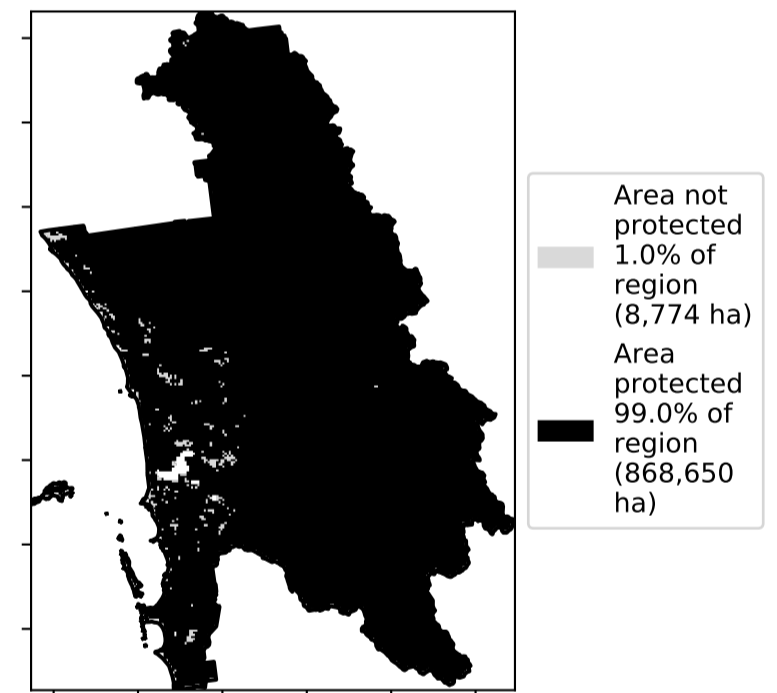 Area not
protected
1.0% of
region
(8,774 ha)
Area
protected
99.0% of
region
(868,650
ha)